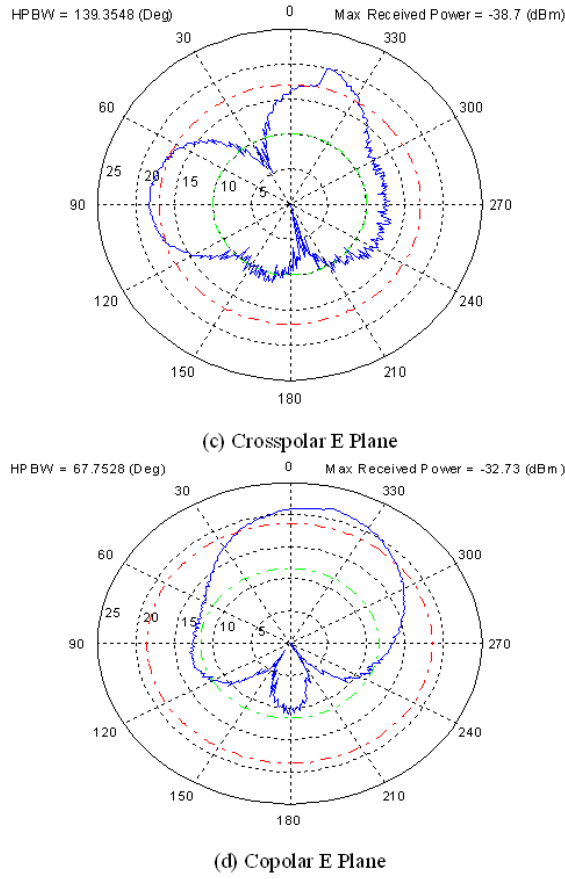 HPBW = 139.3548 (Deg) 0 Max Received Power = -38.7 (dBm)
30 330
60 300
25 20 15 10 5
90 270
120 240
150 210
180
(c) Crosspolar E Plane
HPBW = 67.7528 (Deg) 0 Max Received Power = -32.73 (dBm)
30 330
60 300
25 20 15 10 5
90 270
120 240
150 210
180
(d) Copolar E Plane